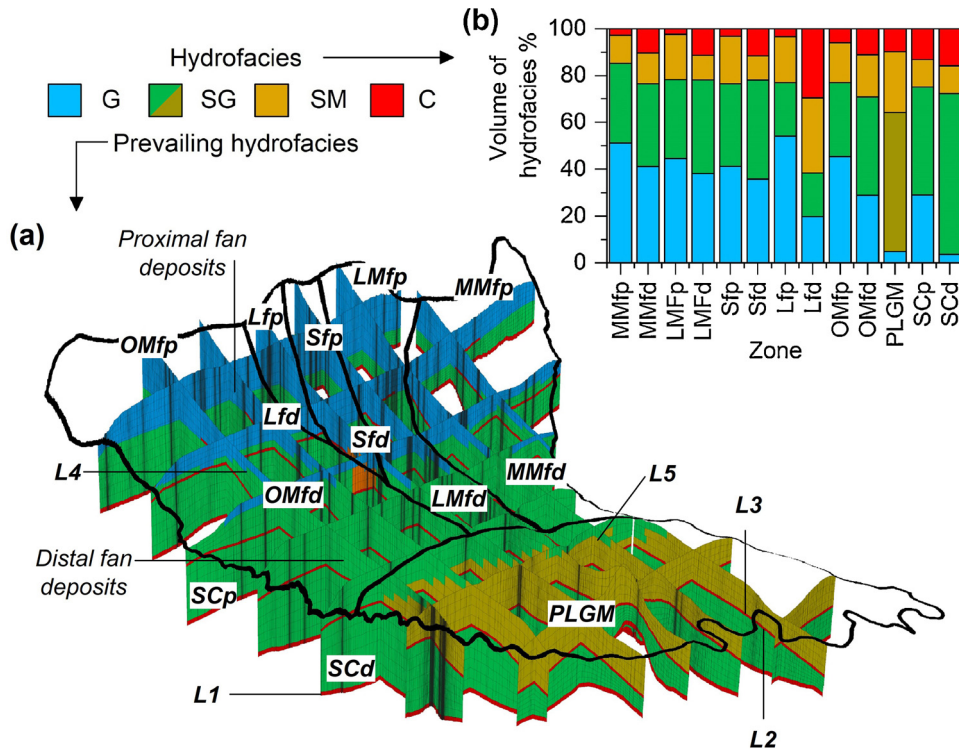 Hydrofacies
G
SG
SM
C
Prevailing hydrofacies
(b)
Volume of
hydrofacies %
100
80
60
40
20
0
MMfp
MMfd
LMFp
LMFd
Sfp
Sfd
Lfp
Lfd
OMfp
OMfd
PLGM
SCp
SCd
Zone
(a)
Proximal fan
deposits
LMfp
MMfp
Lfp
Sfp
OMfp
Lfd
Sfd
L4
OMfd
MMfd
L5
LMfd
L3
Distal fan
deposits
SCp
PLGM
SCd
L1
L2